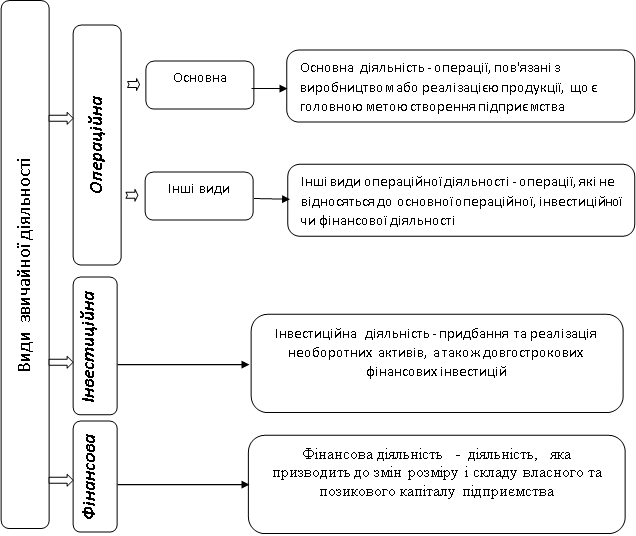 Види звичайної діяльності
Операційна
Основна
Основна діяльність - операції, пов'язані з
виробництвом або реалізацією продукції, що є
головною метою створення підприємства
Інші види
Інші види операційної діяльності - операції, які не
відносяться до основної операційної, інвестиційної
чи фінансової діяльності
Інвестиційна
Інвестиційна діяльність - придбання та реалізація
необоротних активів, а також довгострокових
фінансових інвестицій
Фінансова
Фінансова діяльність - діяльність, яка
призводить до змін розміру і складу власного та
позикового капіталу підприємства